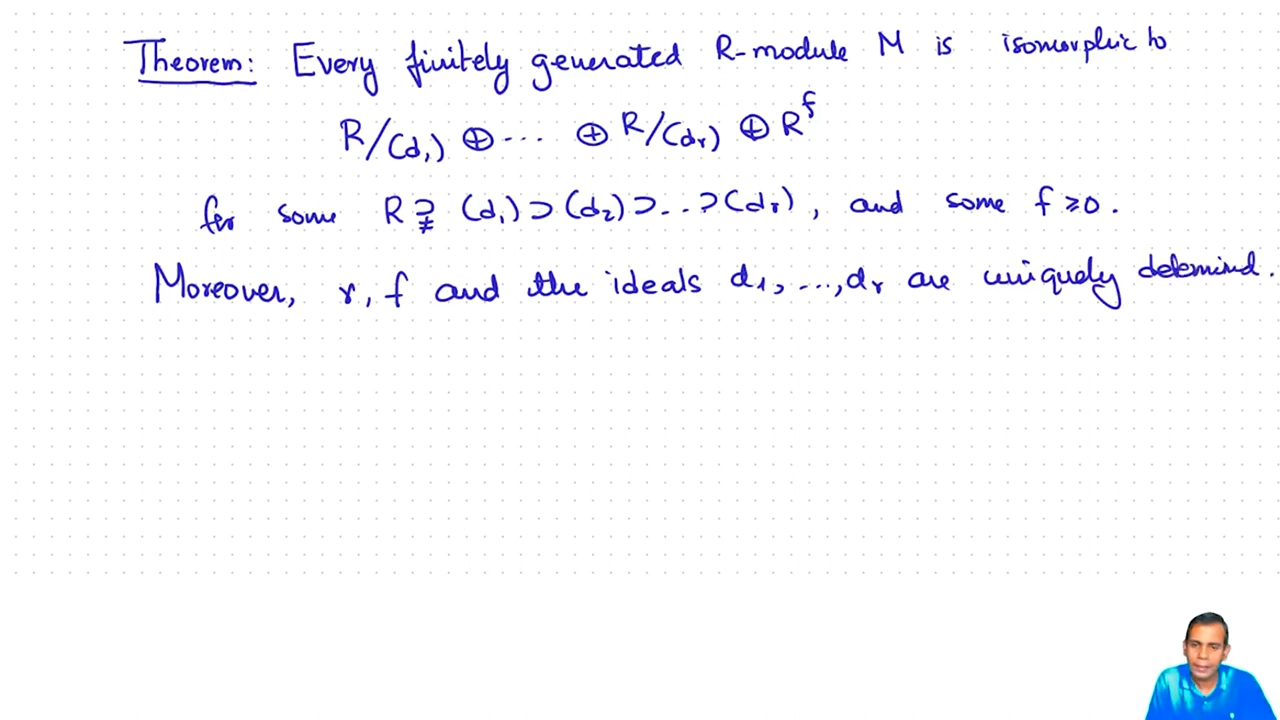 Theorem: Every finitely generated R-module M is isomorphic to
R/(d₁) ⊕ ... ⊕ R/(dᵣ) ⊕ Rᶠ
for some R ⊋ (d₁) ⊃ (d₂) ⊃ .. ⊃ (dᵣ), and some f ≥ 0.
Moreover, r, f and the ideals d₁, ..., dᵣ are uniquely determined.